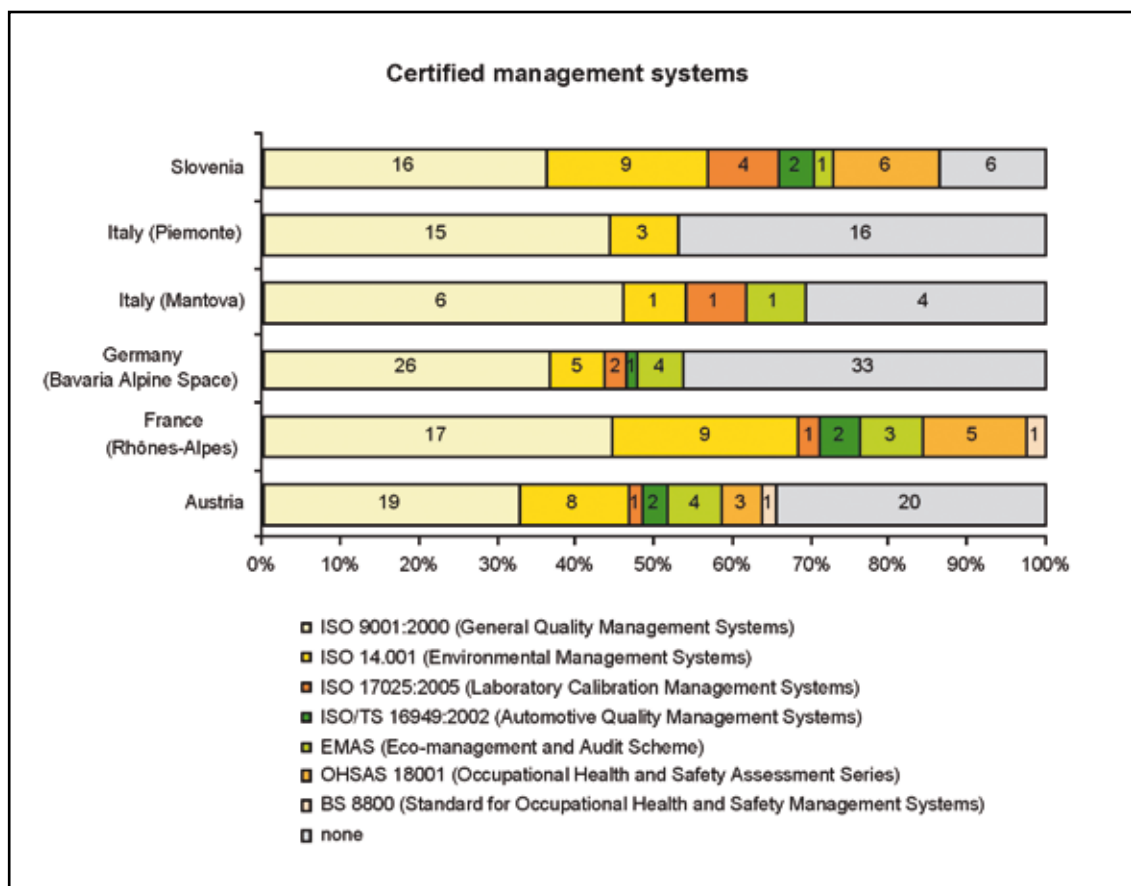 Certified management systems
Slovenia 16 9 4 2 1 6 6
Italy (Piemonte) 15 3 16
Italy (Mantova) 6 1 1 1 4
Germany
(Bavaria Alpine Space) 26 5 2 1 4 33
France
(Rhônes-Alpes) 17 9 1 2 3 5 1
Austria 19 8 1 2 4 3 1 20
0% 10% 20% 30% 40% 50% 60% 70% 80% 90% 100%
ISO 9001:2000 (General Quality Management Systems)
ISO 14.001 (Environmental Management Systems)
ISO 17025:2005 (Laboratory Calibration Management Systems)
ISO/TS 16949:2002 (Automotive Quality Management Systems)
EMAS (Eco-management and Audit Scheme)
OHSAS 18001 (Occupational Health and Safety Assessment Series)
BS 8800 (Standard for Occupational Health and Safety Management Systems)
none